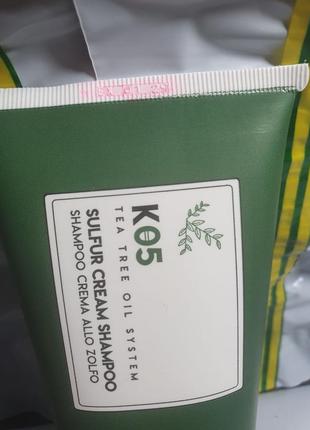 K05
TEA TREE OIL SYSTEM
SULFUR CREAM SHAMPOO
SHAMPOO CREMA ALLO ZOLFO